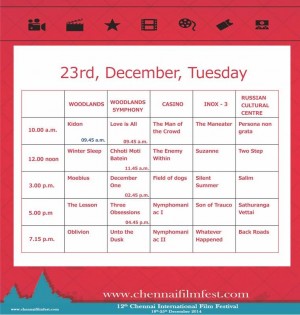 23rd, December, Tuesday
WOODLANDS
WOODLANDS
SYMPHONY
CASINO
INOX - 3
RUSSIAN
CULTURAL
CENTRE
10.00 a.m.
Kidon
09.45 a.m.
Love is All
09.45 a.m.
The Man of
the Crowd
The Maneater
Persona non
grata
12.00 noon
Winter Sleep
Chhoti Moti
Batein
11.45 a.m.
The Enemy
Within
Suzanne
Two Step
3.00 p.m.
Moebius
December
One
02.45 p.m.
Field of dogs
Silent
Summer
Salim
5.00 p.m
The Lesson
Three
Obsessions
04.45 p.m.
Nymphomani
ac I
Son of Trauco
Sathuranga
Vettai
7.15 p.m.
Oblivion
Unto the
Dusk
Nymphomani
ac II
Whatever
Happened
Back Roads
www.chennaifilmfest.com
12th Chennai International Film Festival
18th-25th December 2014
www.chennaifilmfest.com